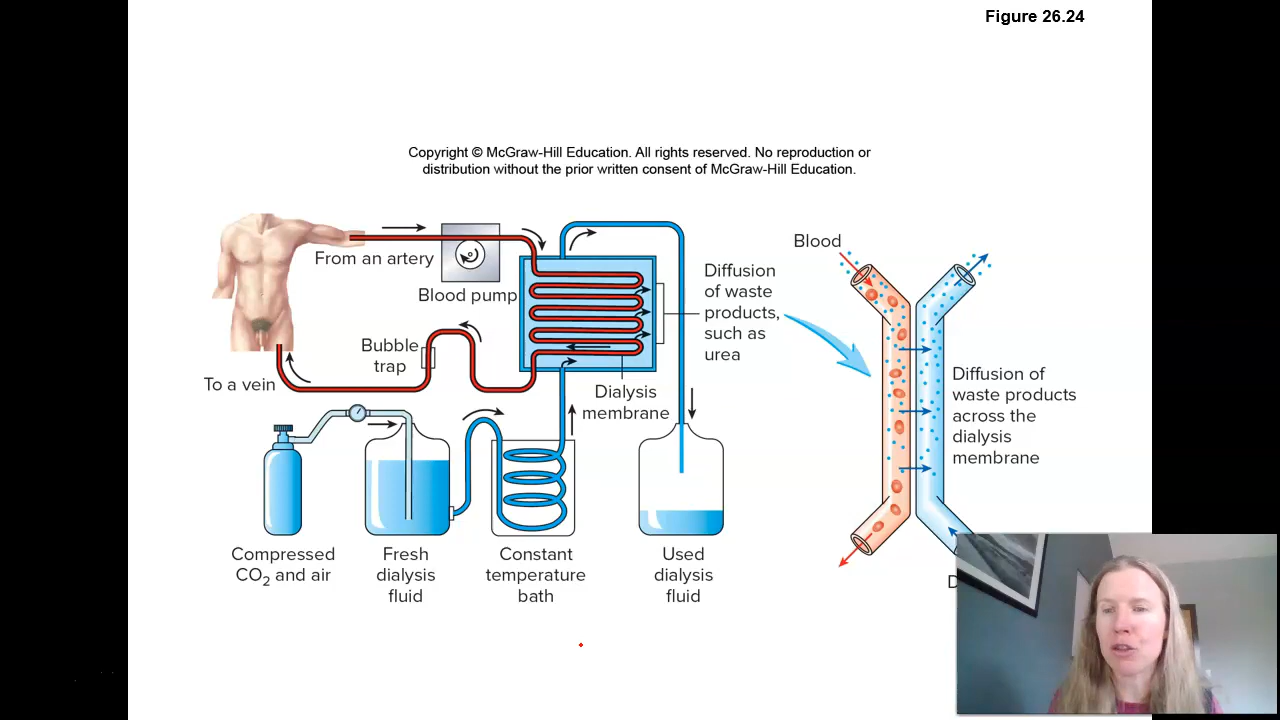 Figure 26.24
Copyright © McGraw-Hill Education. All rights reserved. No reproduction or
distribution without the prior written consent of McGraw-Hill Education.
From an artery
Blood pump
Bubble
trap
To a vein
Diffusion
of waste
products,
such as
urea
Dialysis
membrane
Blood
Diffusion of
waste products
across the
dialysis
membrane
Compressed
CO₂ and air
Fresh
dialysis
fluid
Constant
temperature
bath
Used
dialysis
fluid